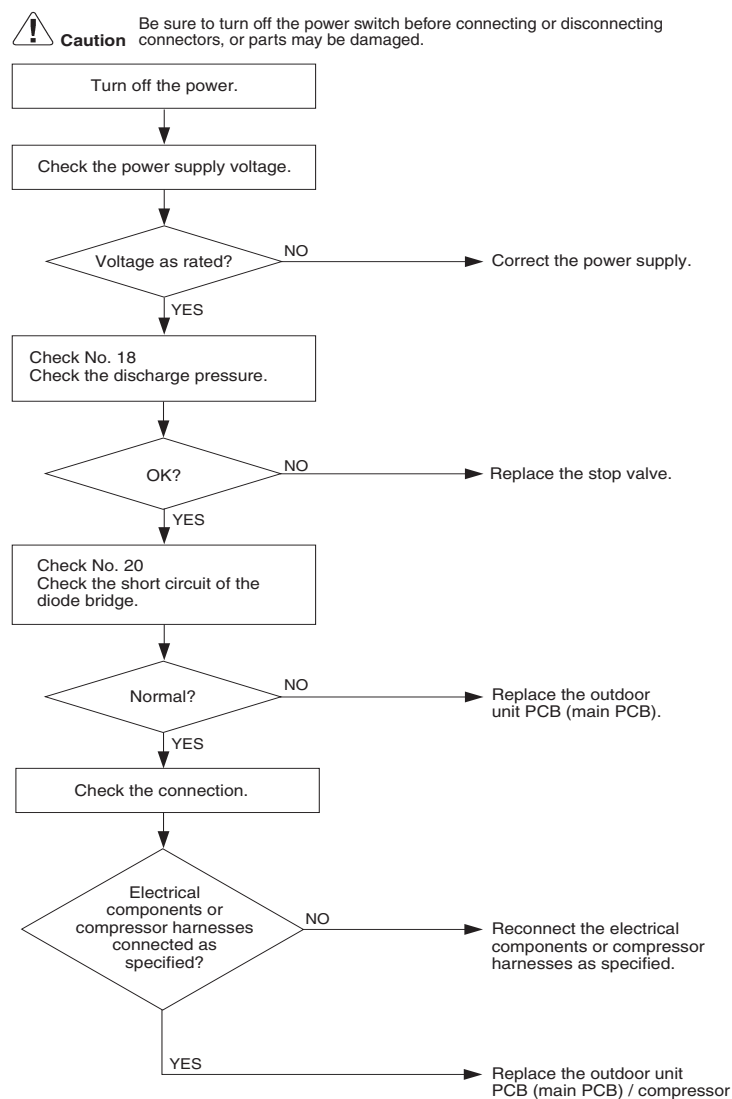 Be sure to turn off the power switch before connecting or disconnecting
Caution connectors, or parts may be damaged.
Turn off the power.
Check the power supply voltage.
Voltage as rated?
NO
Correct the power supply.
YES
Check No. 18
Check the discharge pressure.
OK?
NO
Replace the stop valve.
YES
Check No. 20
Check the short circuit of the
diode bridge.
Normal?
NO
Replace the outdoor
unit PCB (main PCB).
YES
Check the connection.
Electrical
components or
compressor harnesses
connected as
specified?
NO
Reconnect the electrical
components or compressor
harnesses as specified.
YES
Replace the outdoor unit
PCB (main PCB) / compressor